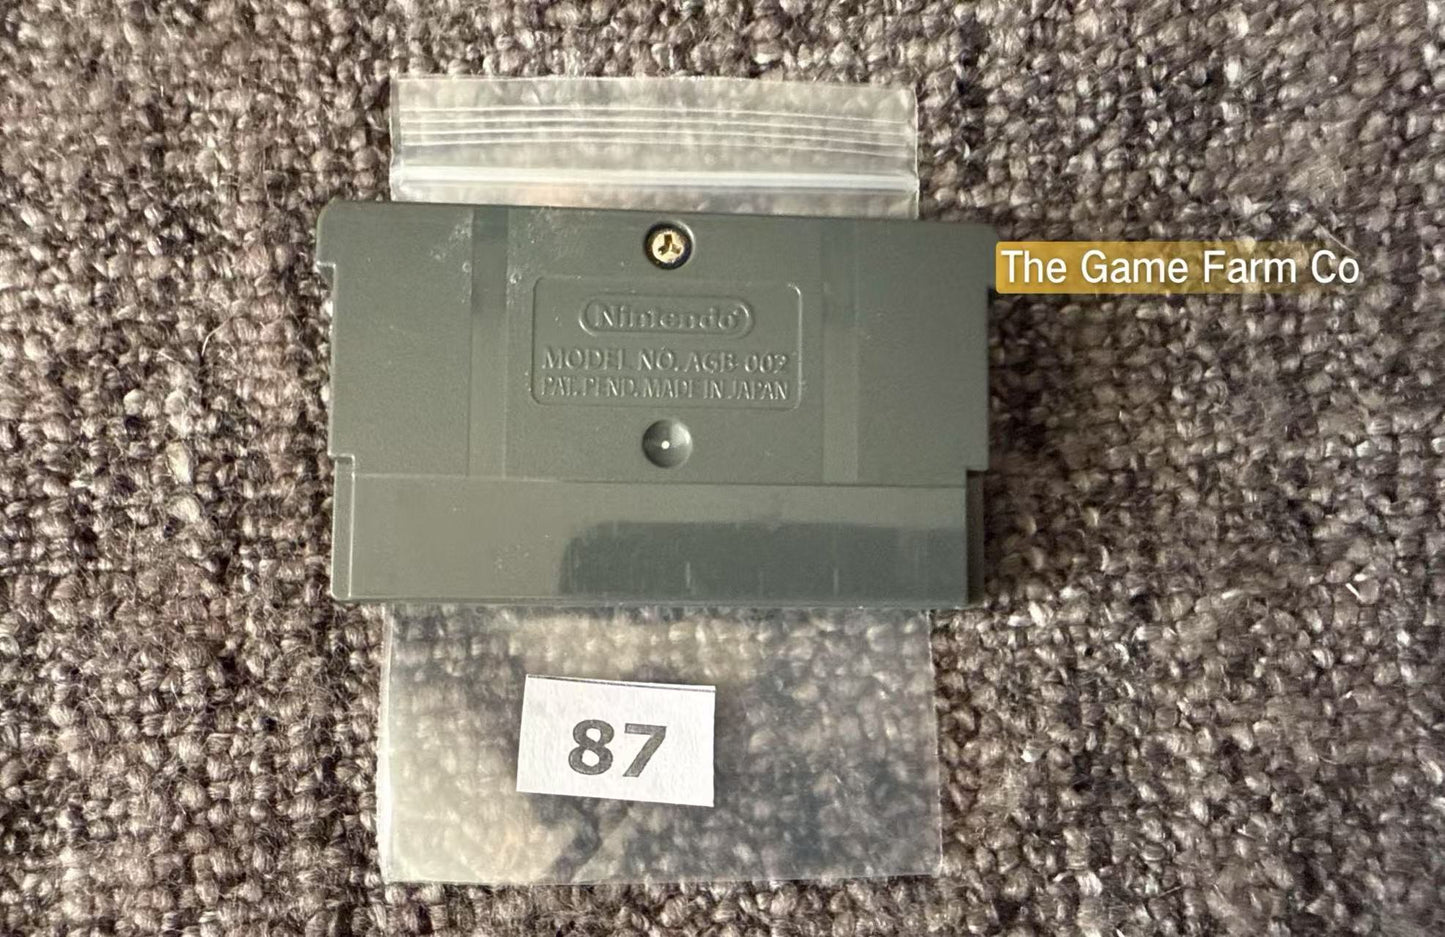 The Game Farm Co
Nintendo®
MODEL NO. AGB-002
PAT. PEND. MADE IN JAPAN
87